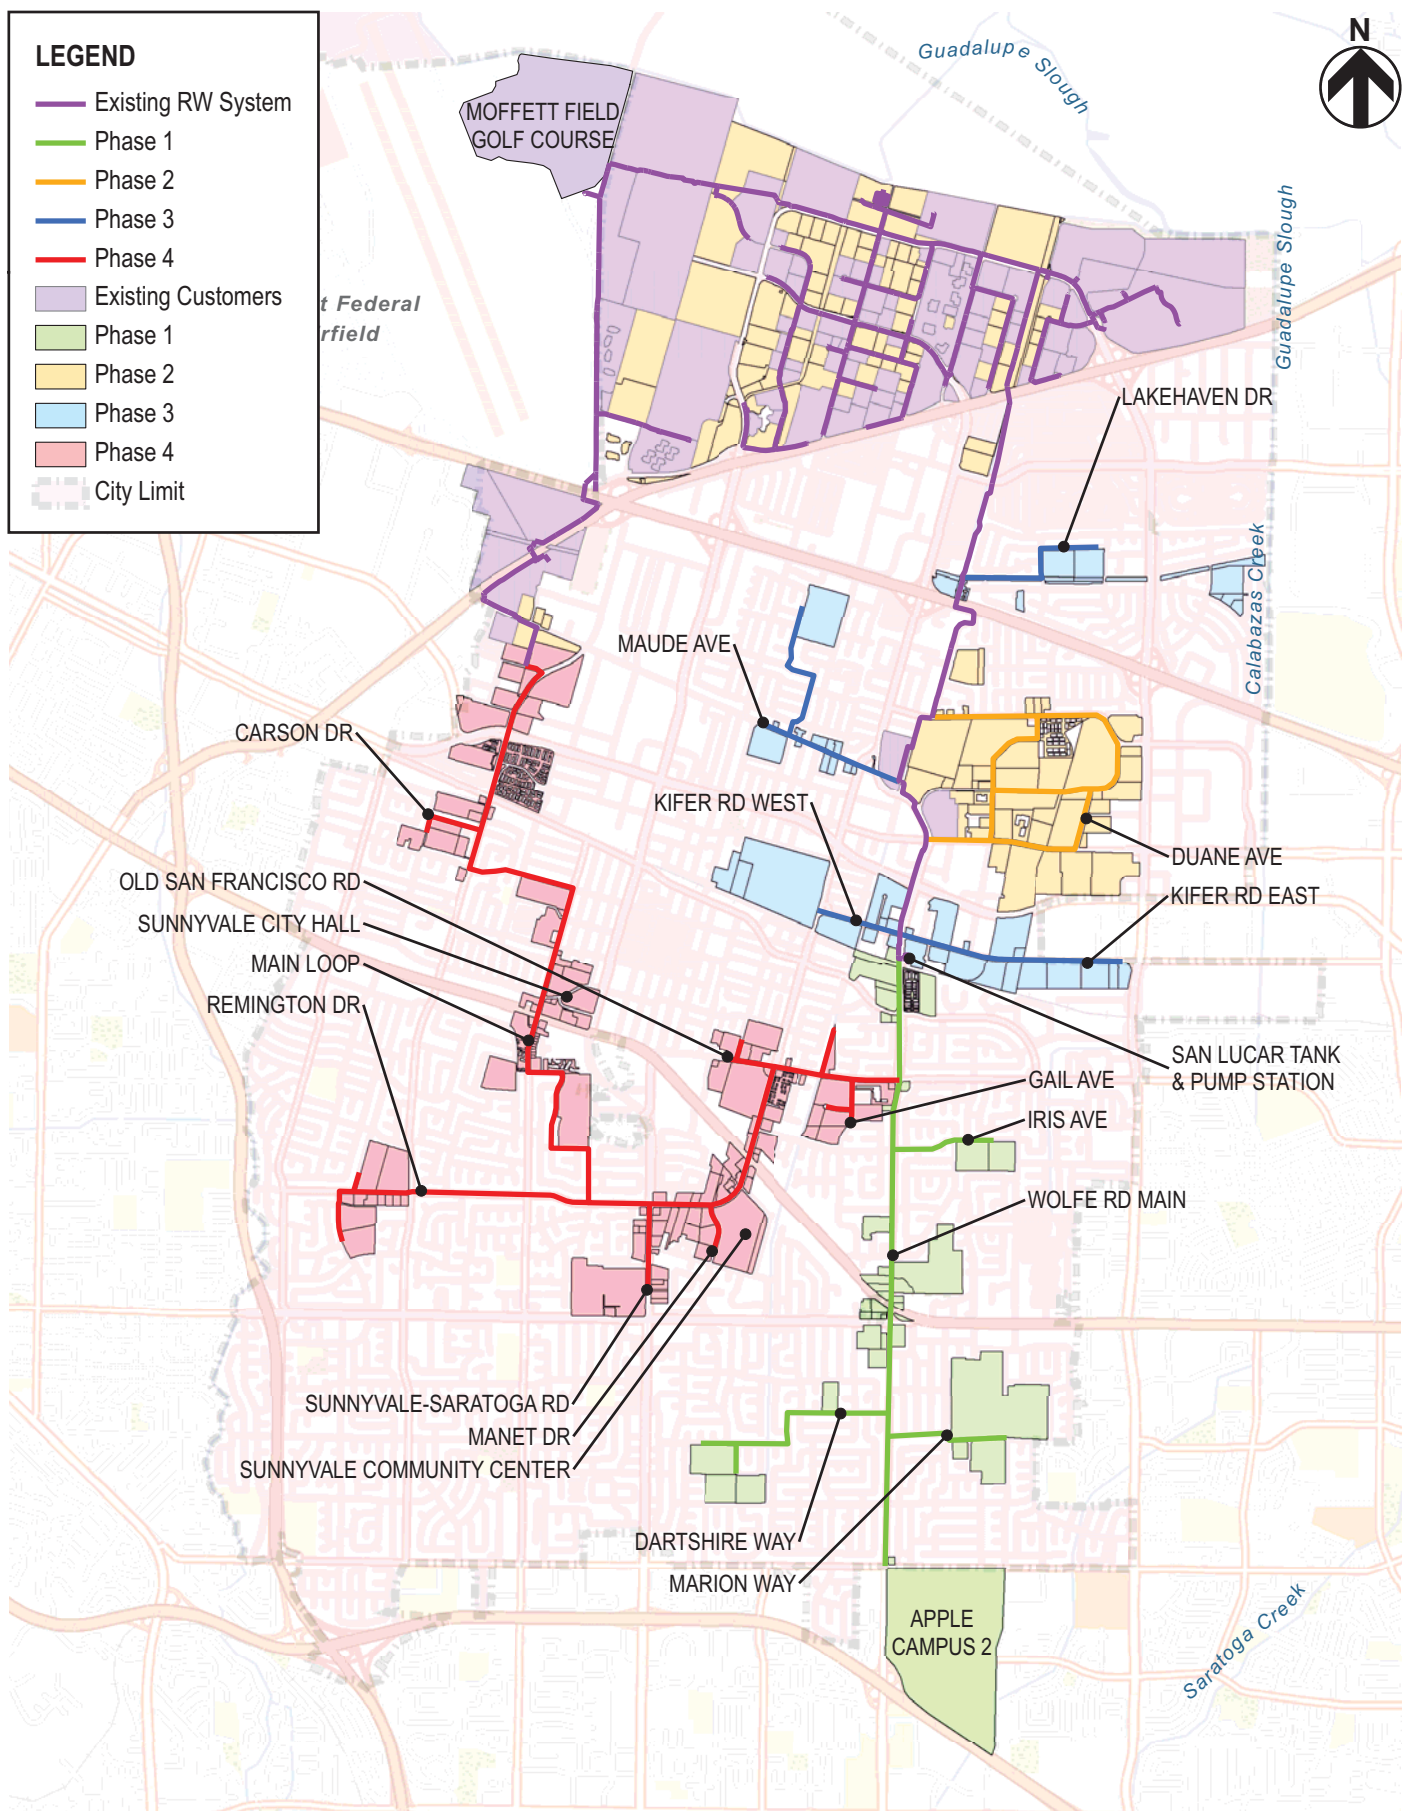 LEGEND
Existing RW System
Phase 1
Phase 2
Phase 3
Phase 4
Existing Customers
Phase 1
Phase 2
Phase 3
Phase 4
City Limit
N
Guadalupe Slough
MOFFETT FIELD
GOLF COURSE
Guadalupe Slough
t Federal
rfield
LAKEHAVEN DR
Calabazas Creek
MAUDE AVE
CARSON DR
KIFER RD WEST
DUANE AVE
OLD SAN FRANCISCO RD
KIFER RD EAST
SUNNYVALE CITY HALL
MAIN LOOP
REMINGTON DR
SAN LUCAR TANK
& PUMP STATION
GAIL AVE
IRIS AVE
WOLFE RD MAIN
SUNNYVALE-SARATOGA RD
MANET DR
SUNNYVALE COMMUNITY CENTER
DARTSHIRE WAY
MARION WAY
APPLE
CAMPUS 2
Saratoga Creek